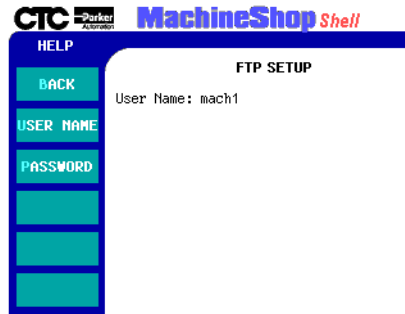 CTC Parker Automation MachineShop Shell
HELP
FTP SETUP
BACK
User Name: mach1
USER NAME
PASSWORD